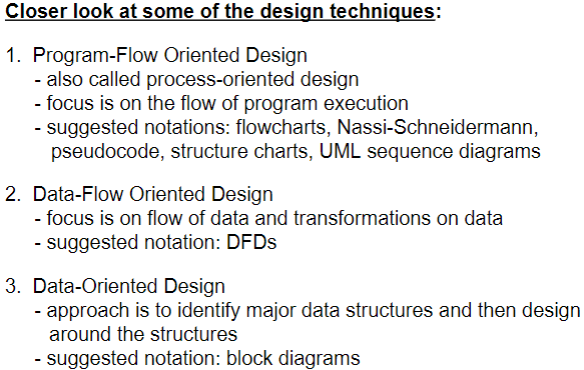 Closer look at some of the design techniques:
1. Program-Flow Oriented Design
- also called process-oriented design
- focus is on the flow of program execution
- suggested notations: flowcharts, Nassi-Schneidermann,
pseudocode, structure charts, UML sequence diagrams
2. Data-Flow Oriented Design
- focus is on flow of data and transformations on data
- suggested notation: DFDs
3. Data-Oriented Design
- approach is to identify major data structures and then design
around the structures
- suggested notation: block diagrams